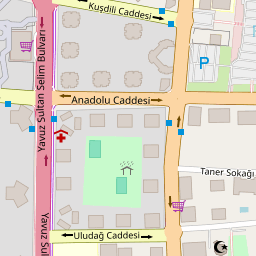 Kuşdili Caddesi
Yavuz Sultan Selim Bulvarı
P
Anadolu Caddesi
Taner Sokağı
Yavuz Su
Uludağ Caddesi